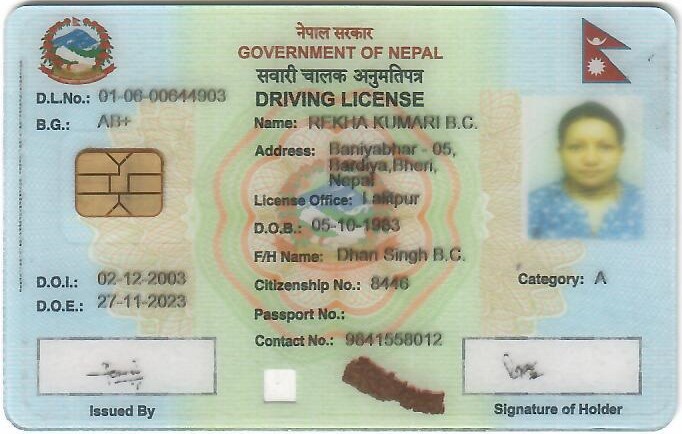 नेपाल सरकार
GOVERNMENT OF NEPAL
सवारी चालक अनुमतिपत्र
DRIVING LICENSE
D.L.No.: 01-06-00644903
B.G.: AB+
Name: REKHA KUMARI B.C.
Address: Baniyabhar - 05,
Bardiya,Bheri,
Nepal
License Office: Lalitpur
D.O.B.: 05-10-1983
F/H Name: Dhan Singh B.C.
D.O.I.: 02-12-2003
Citizenship No.: 8446
Category: A
D.O.E.: 27-11-2023
Passport No.:
Contact No.: 9841558012
Issued By
Signature of Holder